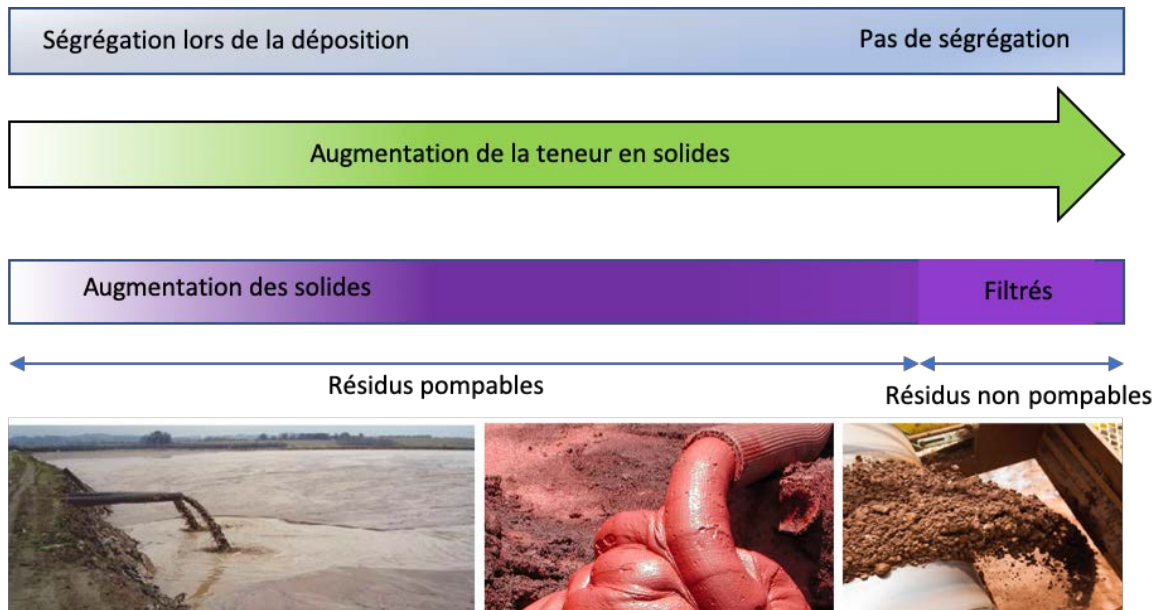 Ségrégation lors de la déposition
Pas de ségrégation
Augmentation de la teneur en solides
Augmentation des solides
Filtrés
Résidus pompables
Résidus non pompables